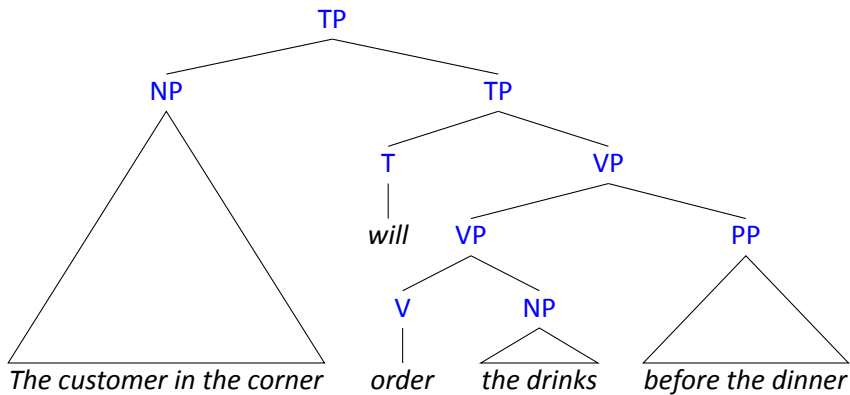 TP
NP TP
T VP
will VP PP
V NP
The customer in the corner order the drinks before the dinner